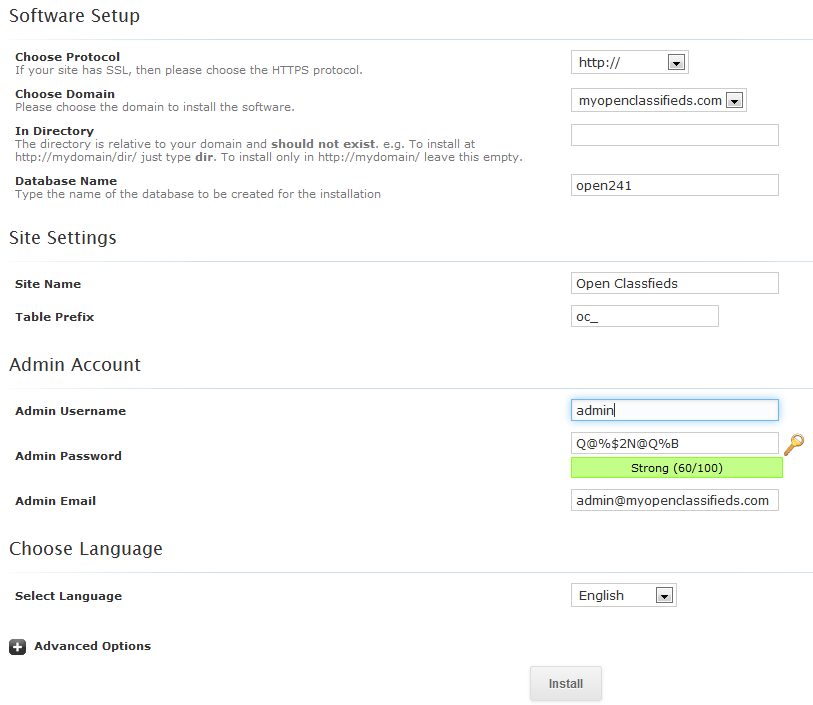 Software Setup
Choose Protocol
If your site has SSL, then please choose the HTTPS protocol.
http://
Choose Domain
Please choose the domain to install the software.
myopenclassifieds.com
In Directory
The directory is relative to your domain and should not exist. e.g. To install at
http://mydomain/dir/ just type dir. To install only in http://mydomain/ leave this empty.
Database Name
Type the name of the database to be created for the installation
open241
Site Settings
Site Name
Open Classfieds
Table Prefix
oc_
Admin Account
Admin Username
admin
Admin Password
Q@%$2N@Q%B
Strong (60/100)
Admin Email
admin@myopenclassifieds.com
Choose Language
Select Language
English
Advanced Options
Install